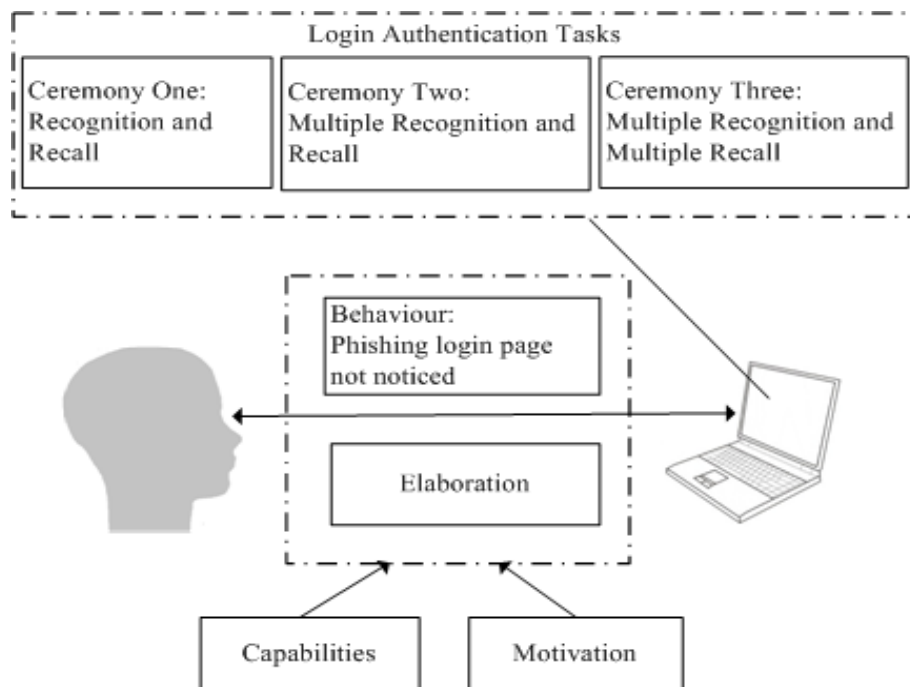 Login Authentication Tasks
Ceremony One:
Recognition and
Recall
Ceremony Two:
Multiple Recognition and
Recall
Ceremony Three:
Multiple Recognition and
Multiple Recall
Behaviour:
Phishing login page
not noticed
Elaboration
Capabilities
Motivation